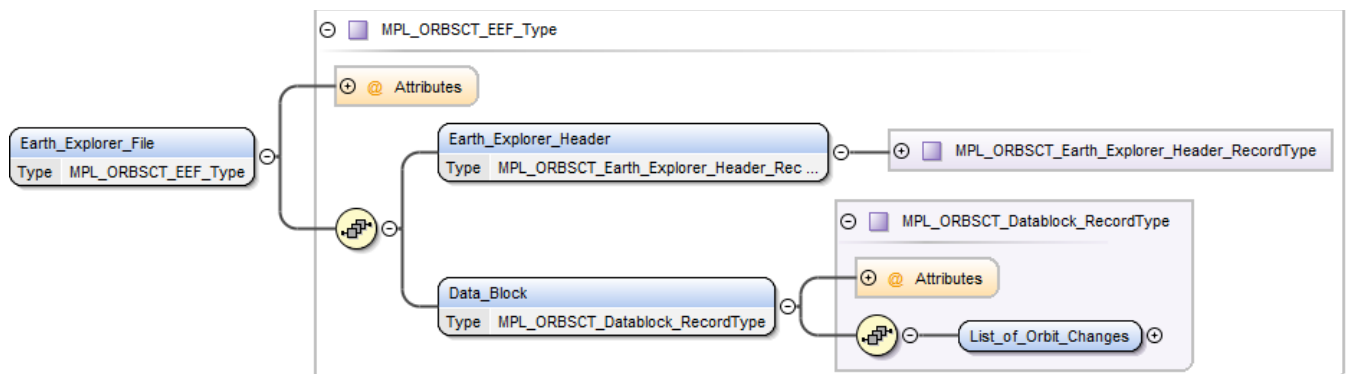 MPL_ORBSCT_EEF_Type
@ Attributes
Earth_Explorer_File
Type MPL_ORBSCT_EEF_Type
Earth_Explorer_Header
Type MPL_ORBSCT_Earth_Explorer_Header_Rec ...
MPL_ORBSCT_Earth_Explorer_Header_RecordType
MPL_ORBSCT_Datablock_RecordType
@ Attributes
Data_Block
Type MPL_ORBSCT_Datablock_RecordType
List_of_Orbit_Changes